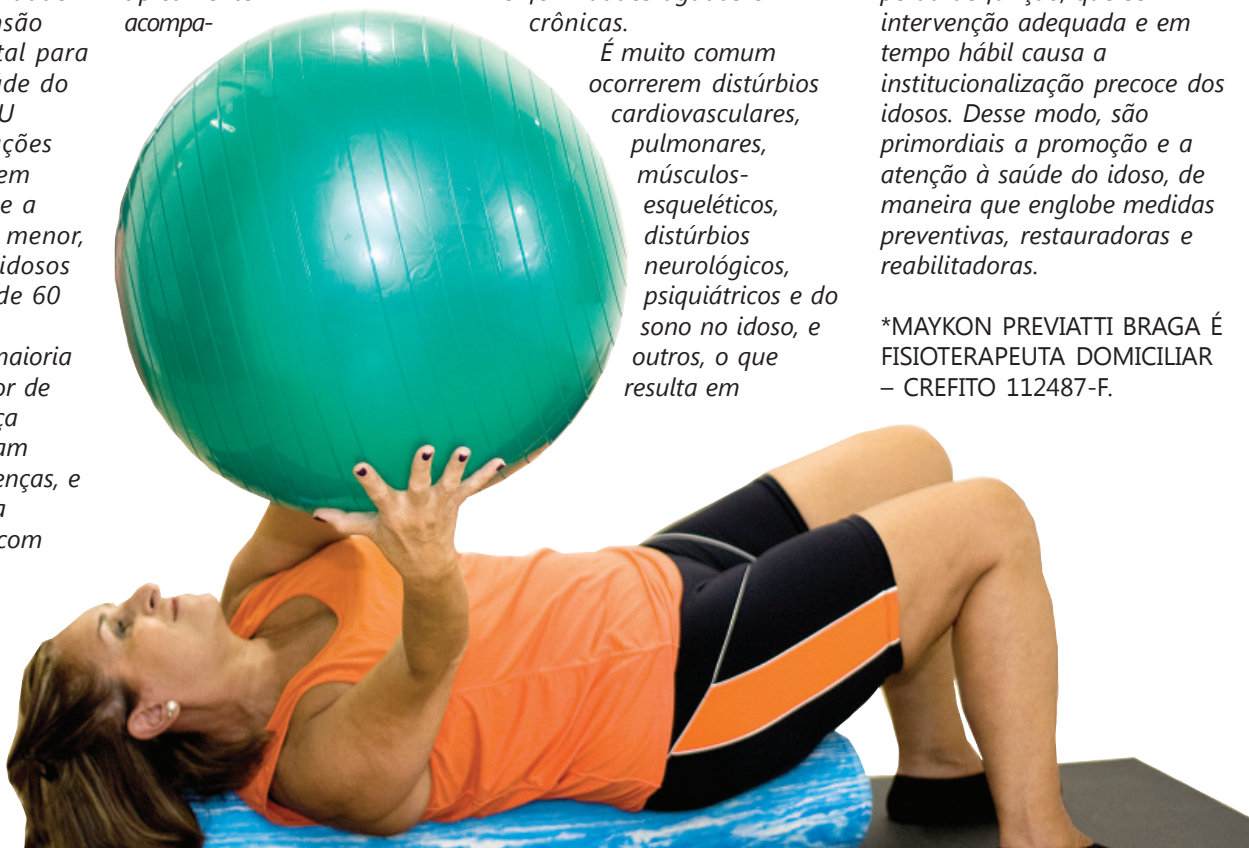 nsão
tal para
de do
U
ções
em
e a
menor,
idosos
de 60
maioria
or de
ça
am
enças, e
a
com
acompa-
crônicas.
É muito comum
ocorrerem distúrbios
cardiovasculares,
pulmonares,
músculos-
esqueléticos,
distúrbios
neurológicos,
psiquiátricos e do
sono no idoso, e
outros, o que
resulta em
intervenção adequada e em
tempo hábil causa a
institucionalização precoce dos
idosos. Desse modo, são
primordiais a promoção e a
atenção à saúde do idoso, de
maneira que englobe medidas
preventivas, restauradoras e
reabilitadoras.
*MAYKON PREVIATTI BRAGA É
FISIOTERAPEUTA DOMICILIAR
– CREFITO 112487-F.